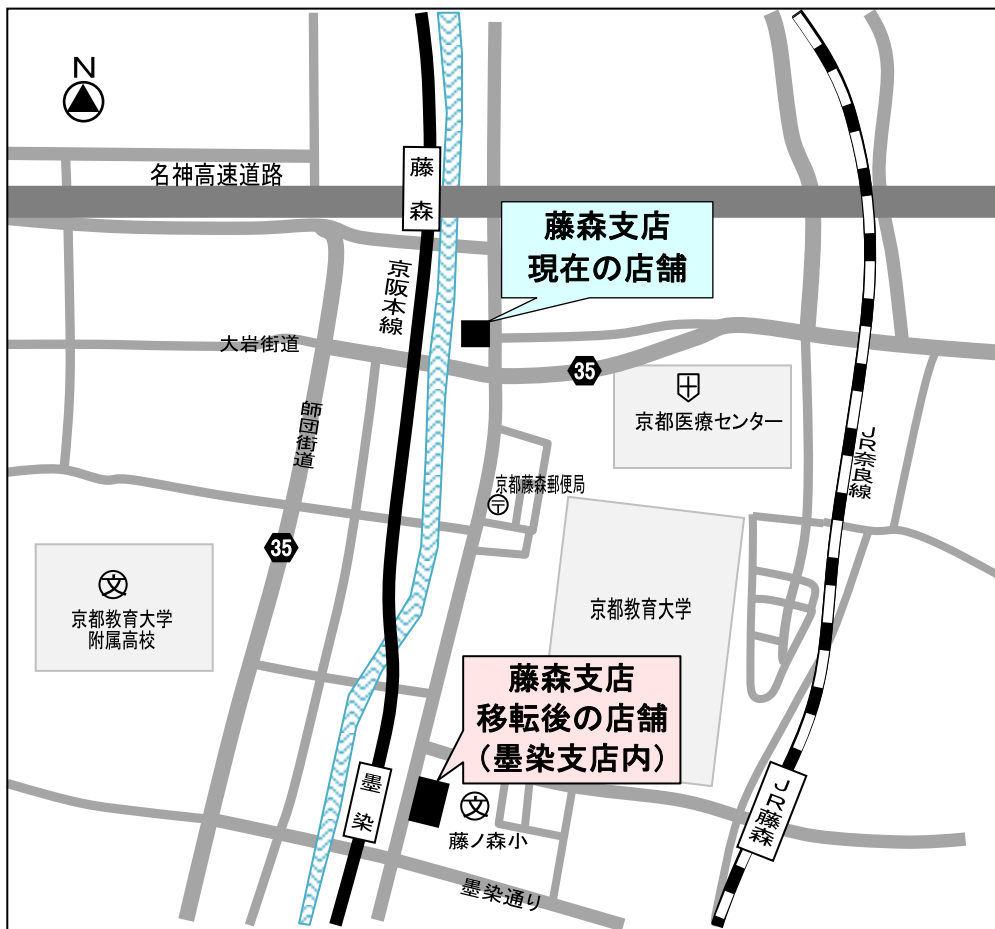 N
名神高速道路
藤森
藤森支店
現在の店舗
京阪本線
大岩街道
35
京都医療センター
師団街道
JR奈良線
京都藤森郵便局
〒
35
文
京都教育大学
附属高校
京都教育大学
藤森支店
移転後の店舗
(墨染支店内)
墨染
文
藤ノ森小
JR藤森
墨染通り